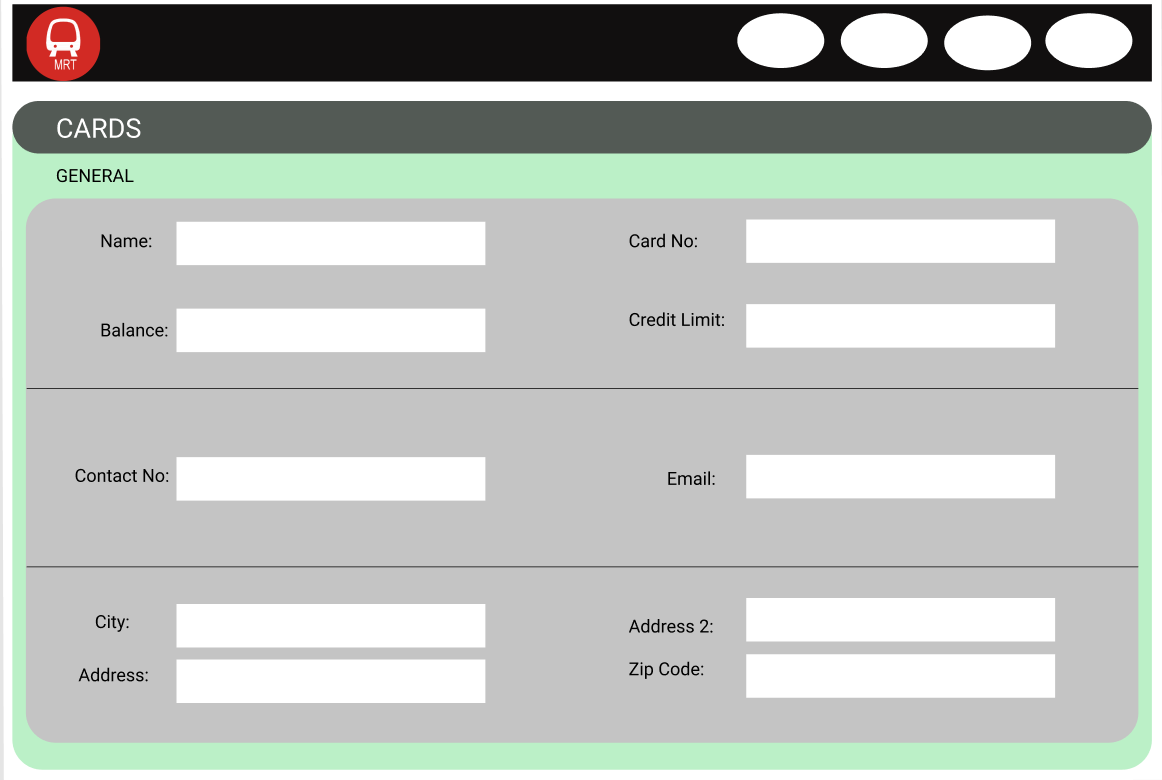 MRT
CARDS
GENERAL
Name:
Card No:
Balance:
Credit Limit:
Contact No:
Email:
City:
Address 2:
Address:
Zip Code: